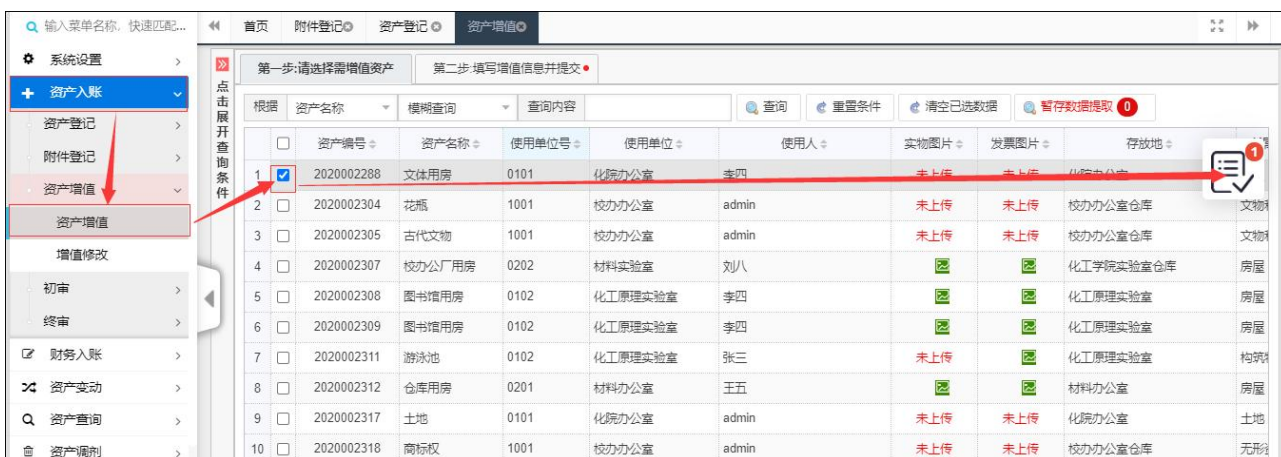 输入菜单名称，快速匹配... 首页 附件登记 资产登记 资产增值
系统设置
资产入账
资产登记
附件登记
资产增值
资产增值
增值修改
初审
终审
财务入账
资产变动
资产查询
资产调剂
点击展开查询条件
第一步:请选择需增值资产 第二步:填写增值信息并提交
根据 资产名称 模糊查询 查询内容 查询 重置条件 清空已选数据 暂存数据提取 0
资产编号 资产名称 使用单位号 使用单位 使用人 实物图片 发票图片 存放地
1
1 2020002288 文体用房 0101 化院办公室 李四 未上传 未上传 化院办公室
2 2020002304 花瓶 1001 校办办公室 admin 未上传 未上传 校办办公室仓库 文物
3 2020002305 古代文物 1001 校办办公室 admin 未上传 未上传 校办办公室仓库 文物
4 2020002307 校办公厂用房 0202 材料实验室 刘八 化工学院实验室仓库 房屋
5 2020002308 图书馆用房 0102 化工原理实验室 李四 化工原理实验室 房屋
6 2020002309 图书馆用房 0102 化工原理实验室 李四 化工原理实验室 房屋
7 2020002311 游泳池 0102 化工原理实验室 张三 未上传 化工原理实验室 构筑
8 2020002312 仓库用房 0201 材料办公室 王五 材料办公室 房屋
9 2020002317 土地 0101 化院办公室 admin 未上传 未上传 化院办公室 土地
10 2020002318 商标权 1001 校办办公室 admin 未上传 未上传 校办办公室仓库 无形